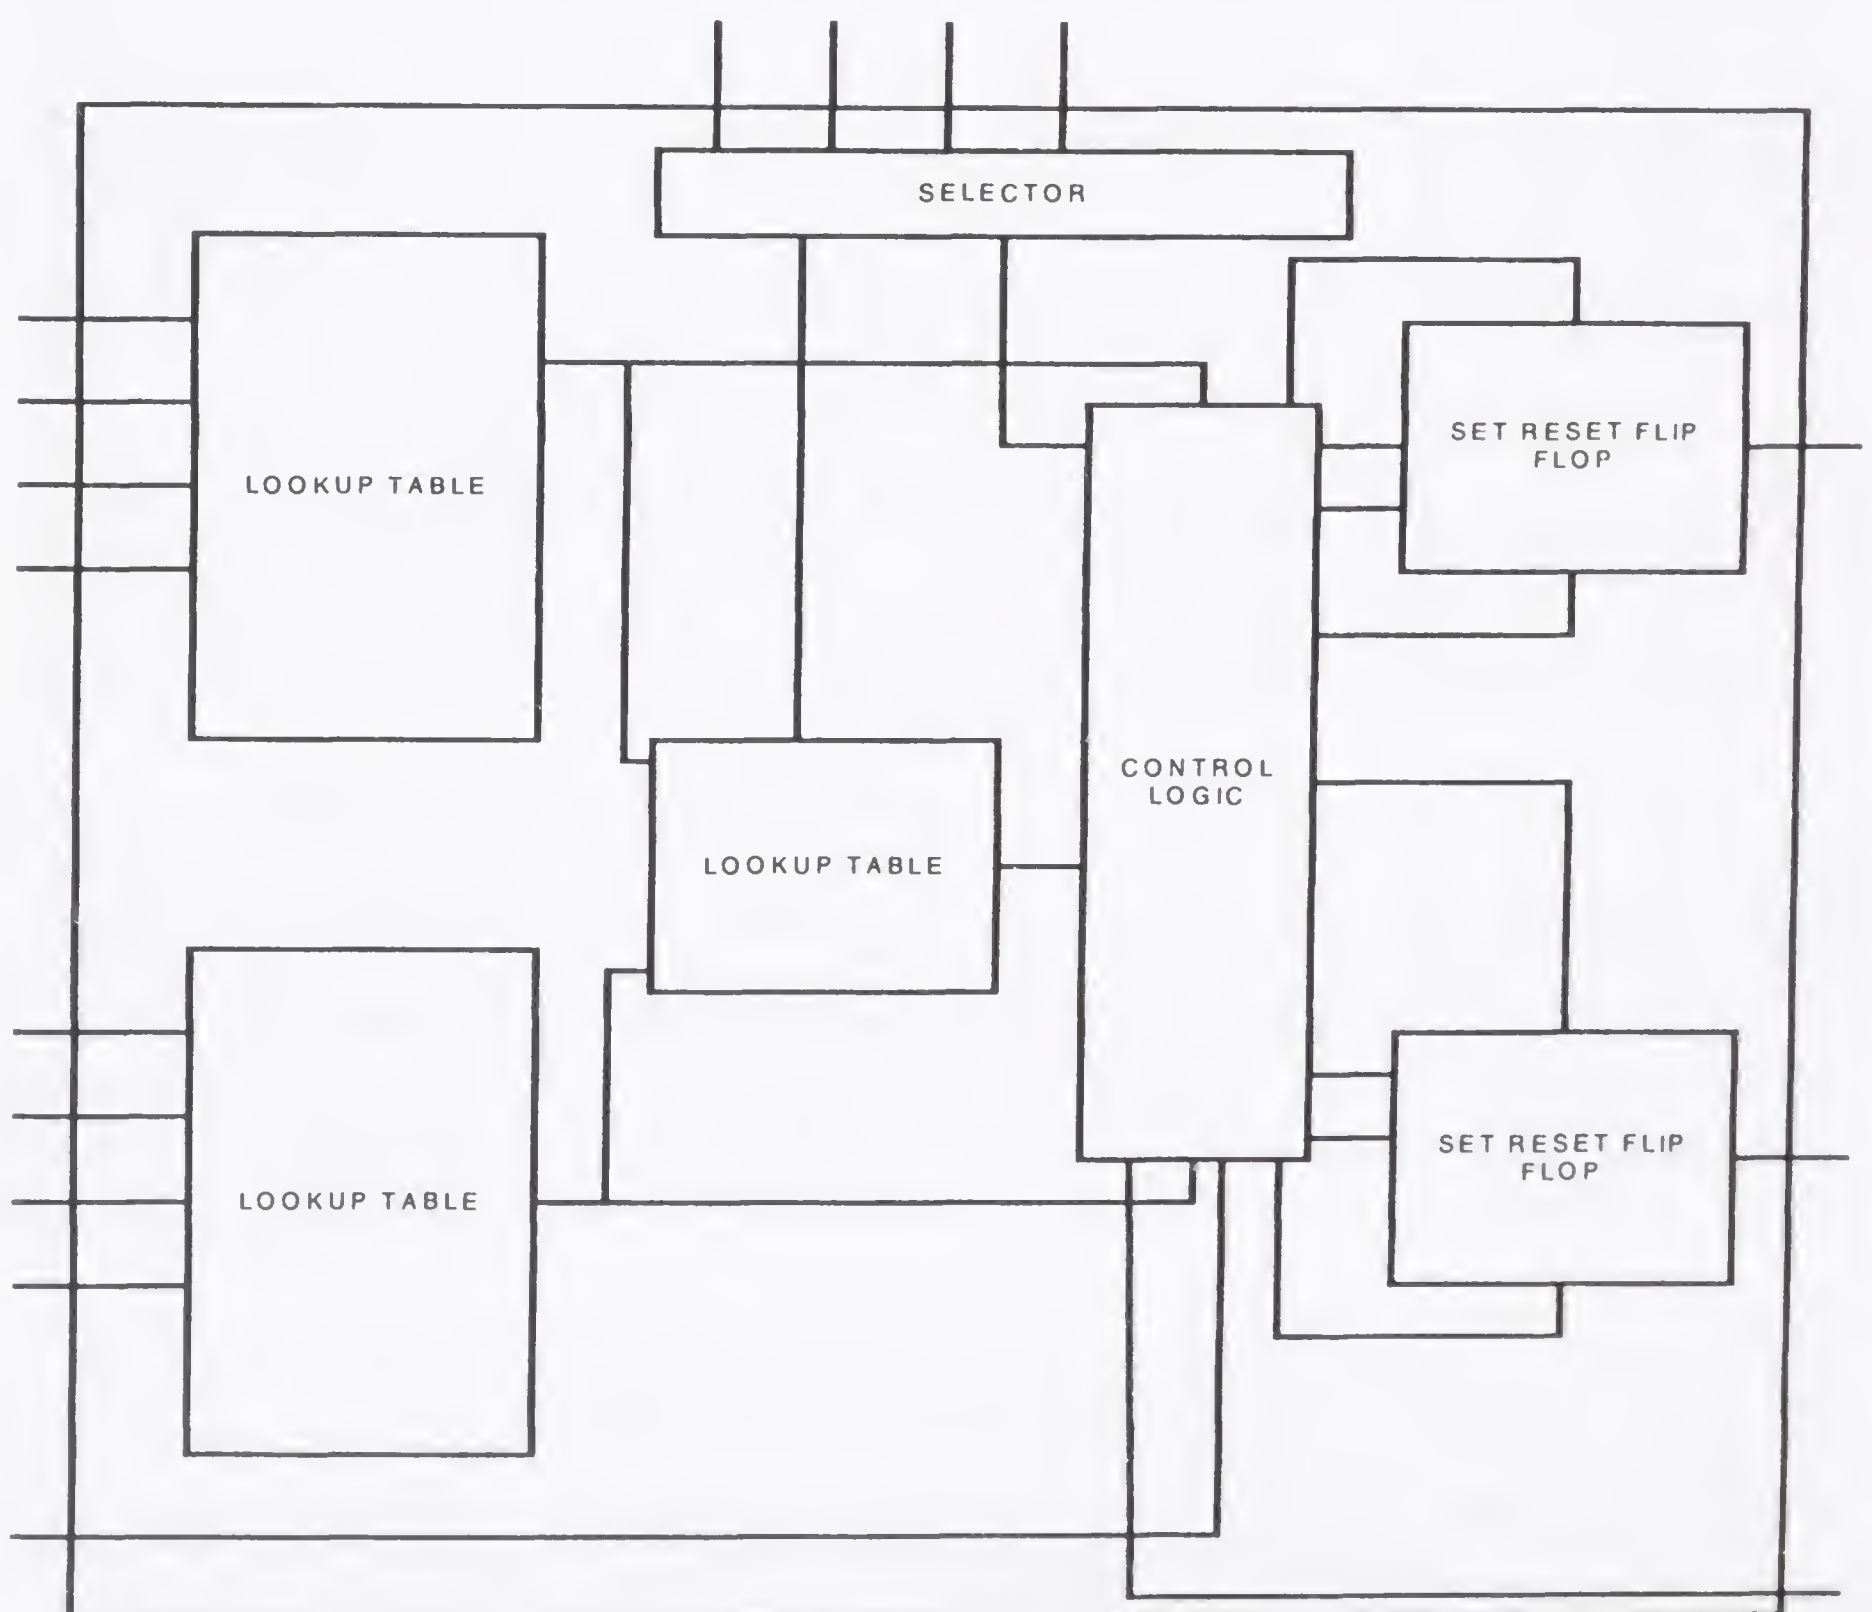 SELECTOR
LOOKUP TABLE
SET RESET FLIP
FLOP
CONTROL
LOGIC
LOOKUP TABLE
LOOKUP TABLE
SET RESET FLIP
FLOP